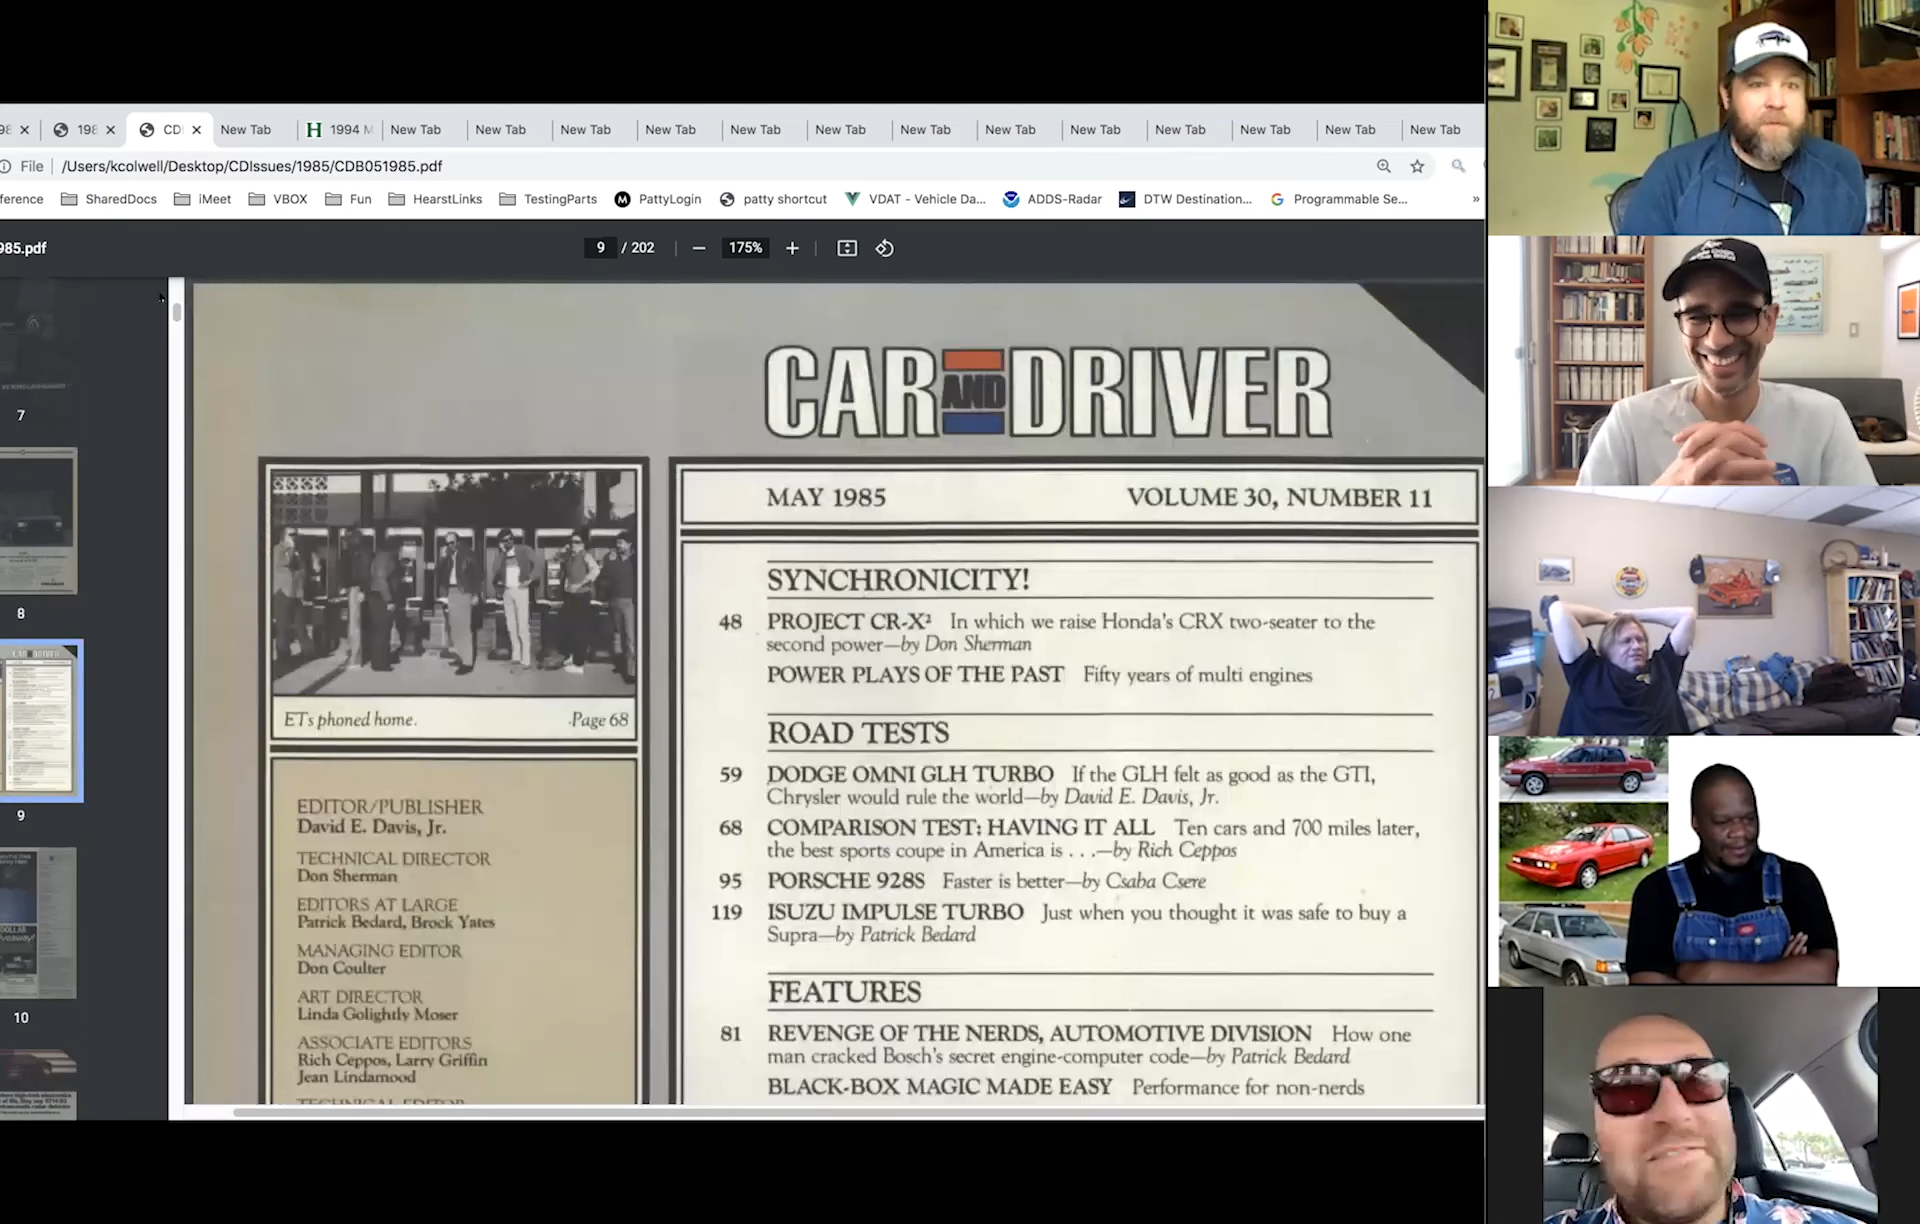 98
198
CD
New Tab
1994 M
New Tab
New Tab
New Tab
New Tab
New Tab
New Tab
New Tab
New Tab
New Tab
New Tab
New Tab
New Tab
New Tab
File
/Users/kcolwell/Desktop/CDIssues/1985/CDB051985.pdf
ference
SharedDocs
iMeet
VBOX
Fun
HearstLinks
TestingParts
PattyLogin
patty shortcut
VDAT - Vehicle Da...
ADDS-Radar
DTW Destination...
Programmable Se...
»
985.pdf
9 / 202
175%
7
8
9
10
CAR AND DRIVER
MAY 1985
VOLUME 30, NUMBER 11
ETs phoned home.
Page 68
EDITOR/PUBLISHER
David E. Davis, Jr.
TECHNICAL DIRECTOR
Don Sherman
EDITORS AT LARGE
Patrick Bedard, Brock Yates
MANAGING EDITOR
Don Coulter
ART DIRECTOR
Linda Golightly Moser
ASSOCIATE EDITORS
Rich Ceppos, Larry Griffin
Jean Lindamood
TECHNICAL EDITOR
SYNCHRONICITY!
48 PROJECT CR-X² In which we raise Honda's CRX two-seater to the
second power—by Don Sherman
POWER PLAYS OF THE PAST Fifty years of multi engines
ROAD TESTS
59 DODGE OMNI GLH TURBO If the GLH felt as good as the GTI,
Chrysler would rule the world—by David E. Davis, Jr.
68 COMPARISON TEST: HAVING IT ALL Ten cars and 700 miles later,
the best sports coupe in America is . . .—by Rich Ceppos
95 PORSCHE 928S Faster is better—by Csaba Csere
119 ISUZU IMPULSE TURBO Just when you thought it was safe to buy a
Supra—by Patrick Bedard
FEATURES
81 REVENGE OF THE NERDS, AUTOMOTIVE DIVISION How one
man cracked Bosch's secret engine-computer code—by Patrick Bedard
BLACK-BOX MAGIC MADE EASY Performance for non-nerds